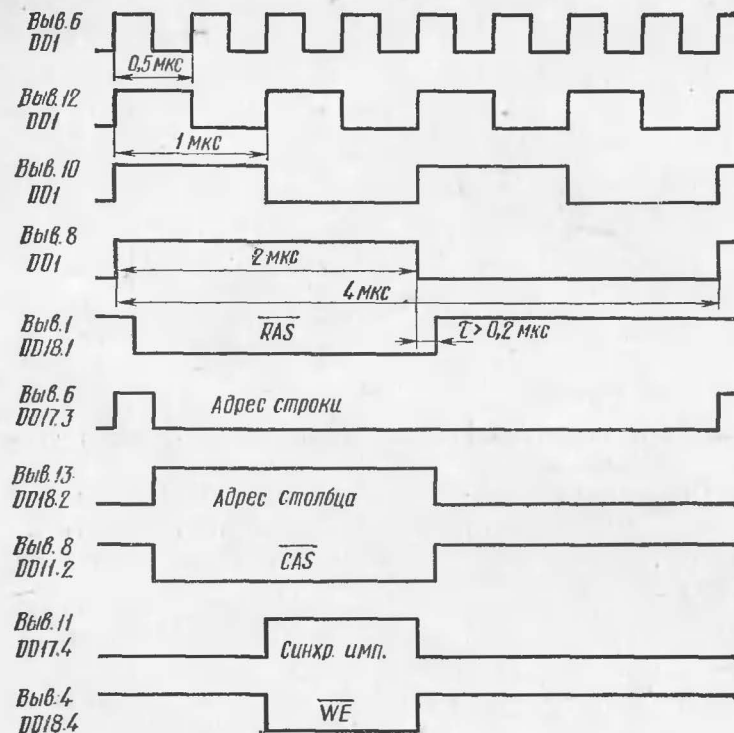 Выв.6
DD1
0,5 мкс
Выв.12
DD1
1 мкс
Выв.10
DD1
Выв.8
DD1
2 мкс
4 мкс
Выв.1
DD18.1
RAS
τ > 0,2 мкс
Выв.6
DD17.3
Адрес строки
Выв.13
DD18.2
Адрес столбца
Выв.8
DD11.2
CAS
Выв.11
DD17.4
Синхр. имп.
Выв.4
DD18.4
WE